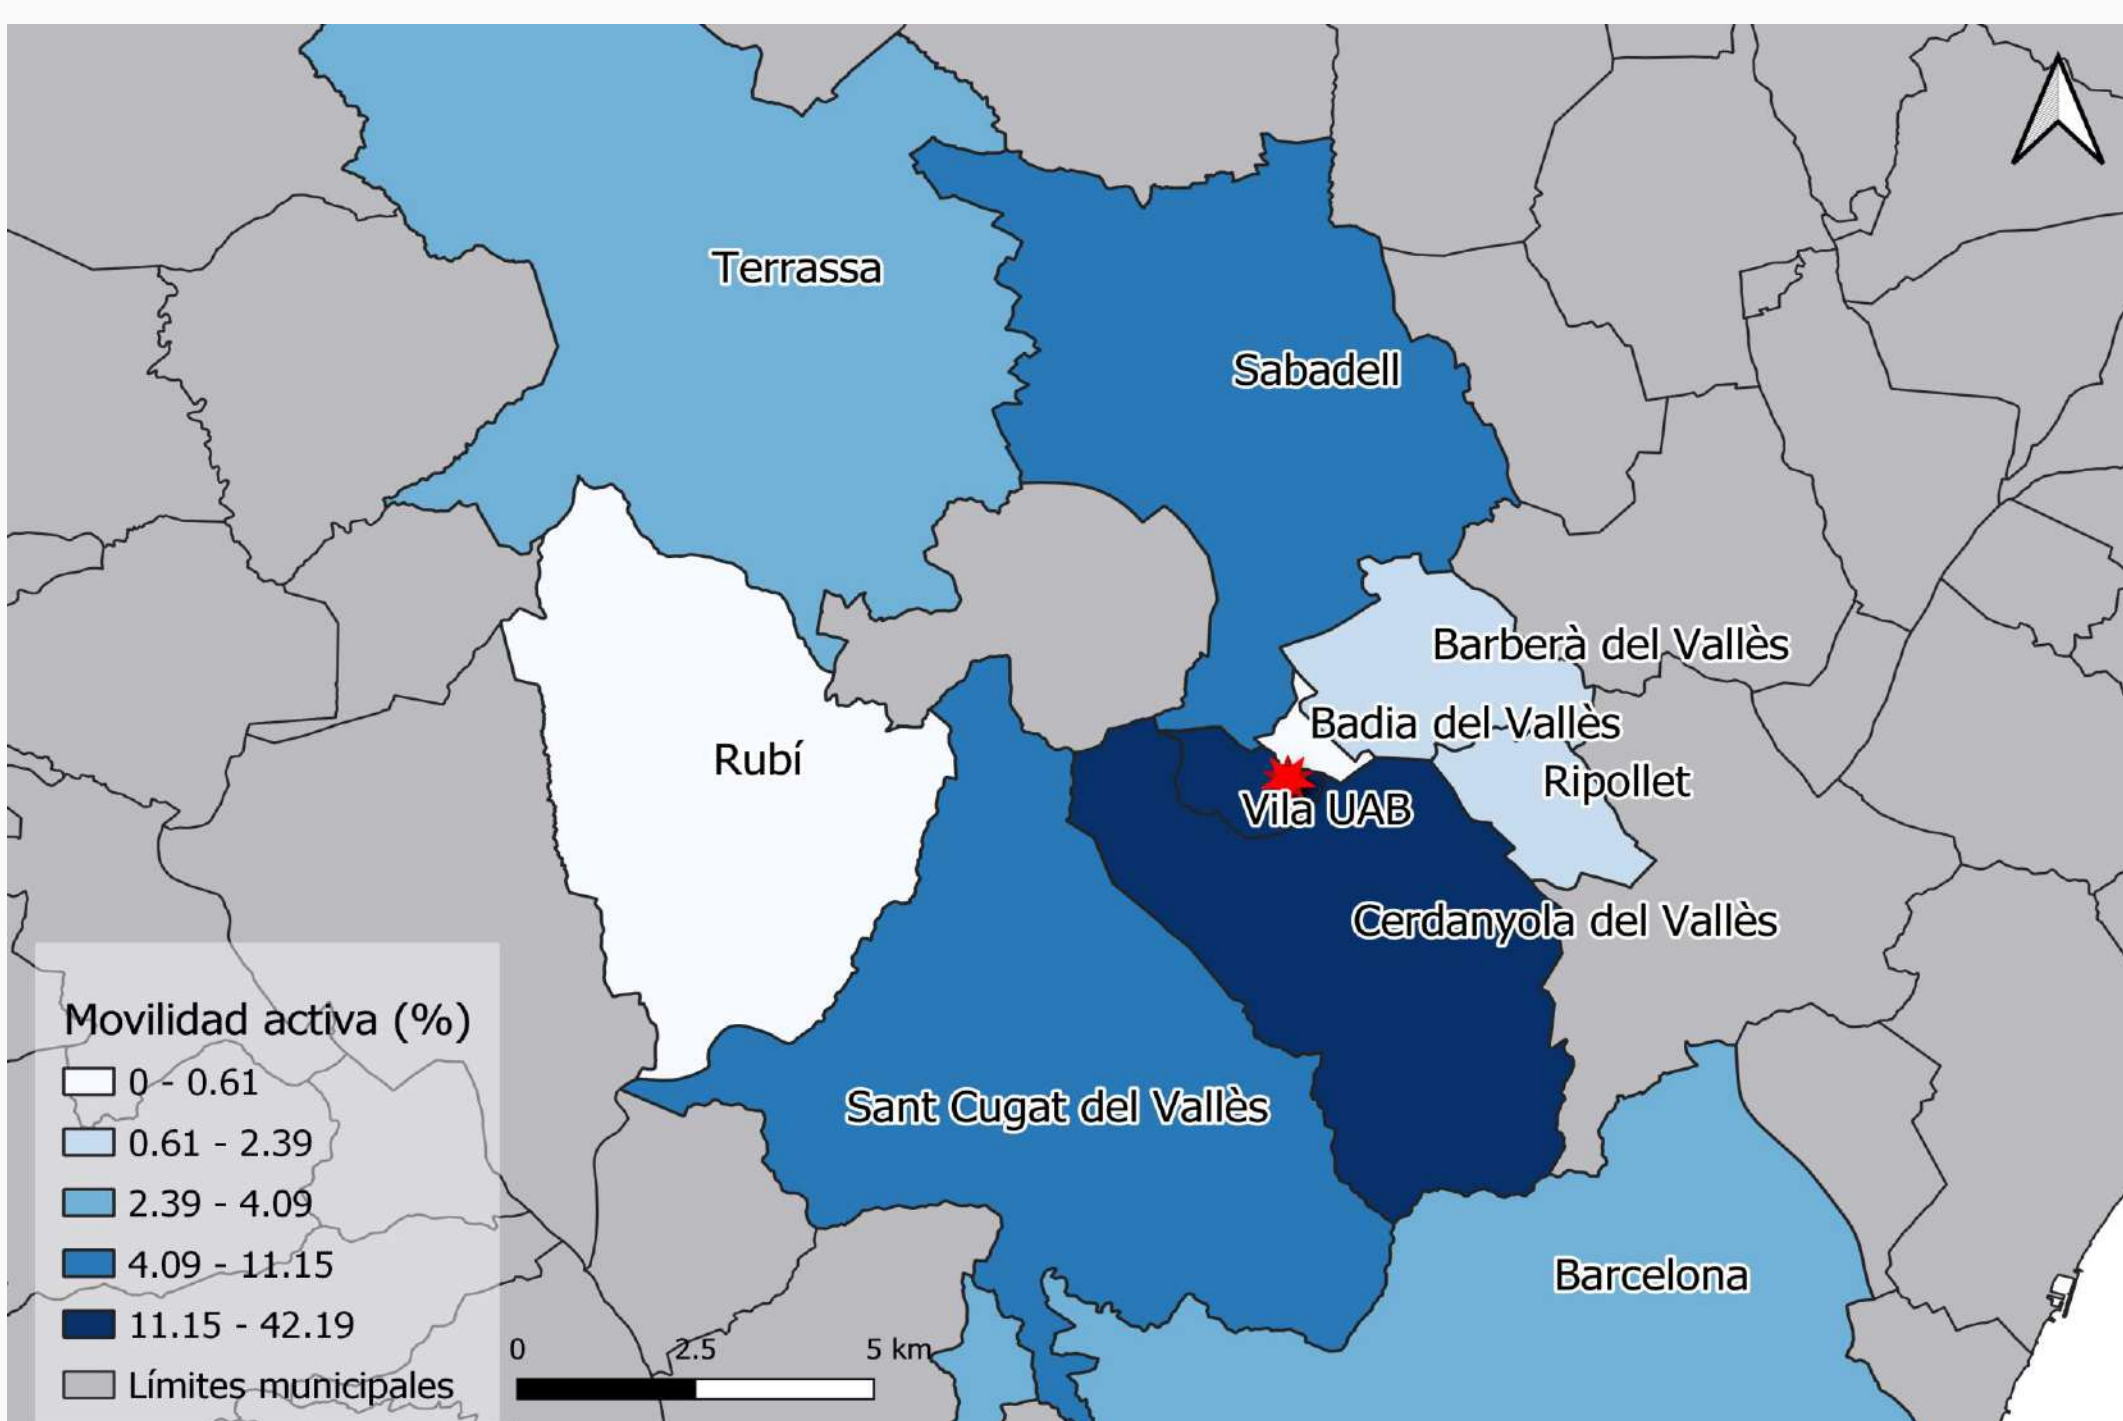 Terrassa
Sabadell
Barberà del Vallès
Badia del Vallès
Rubí
Ripollet
Vila UAB
Cerdanyola del Vallès
Sant Cugat del Vallès
Barcelona
Movilidad activa (%)
0 - 0.61
0.61 - 2.39
2.39 - 4.09
4.09 - 11.15
11.15 - 42.19
Límites municipales
0 2.5 5 km